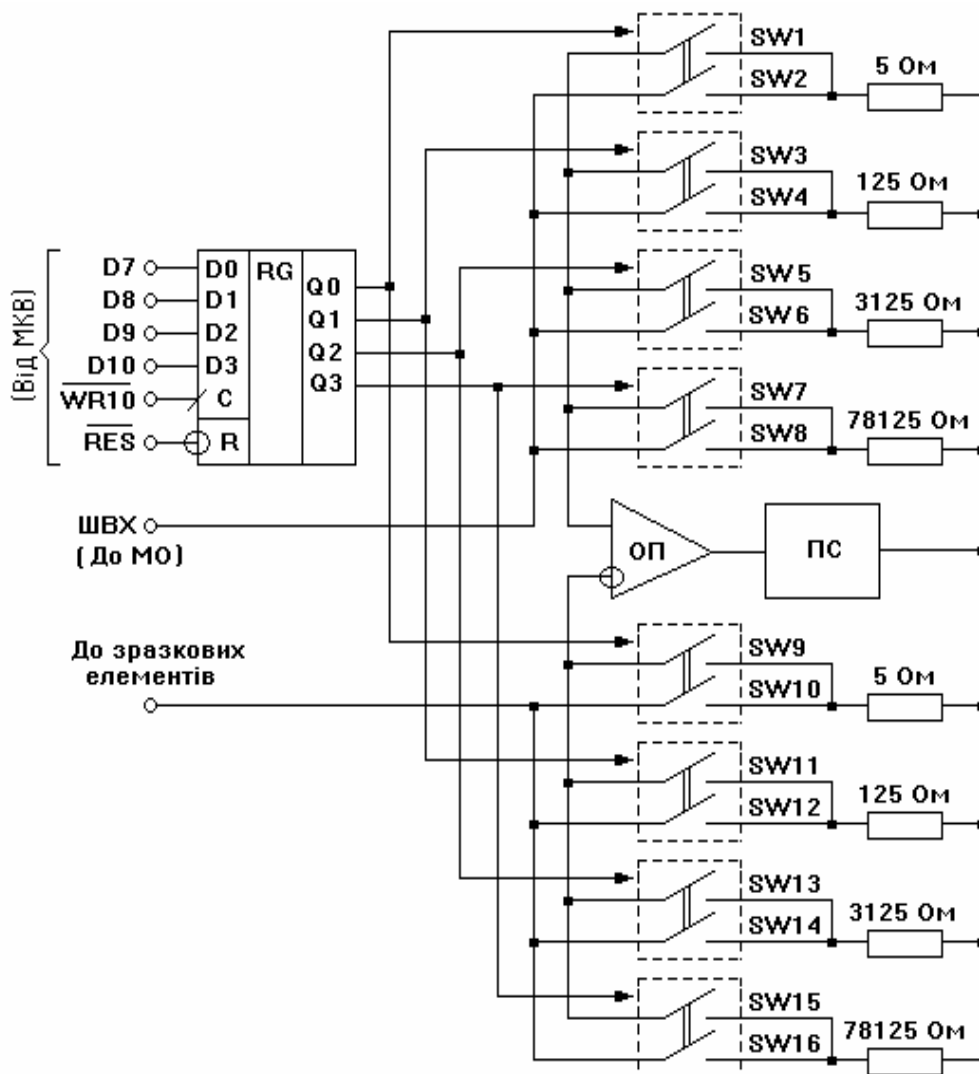 SW1
SW2
5 Ом
SW3
SW4
125 Ом
(Від МКВ)
D7
D8
D9
D10
WR10
RES
D0
D1
D2
D3
C
R
RG
Q0
Q1
Q2
Q3
SW5
SW6
3125 Ом
SW7
SW8
78125 Ом
ШВХ
(До МО)
ОП
ПС
До зразкових
елементів
SW9
SW10
5 Ом
SW11
SW12
125 Ом
SW13
SW14
3125 Ом
SW15
SW16
78125 Ом